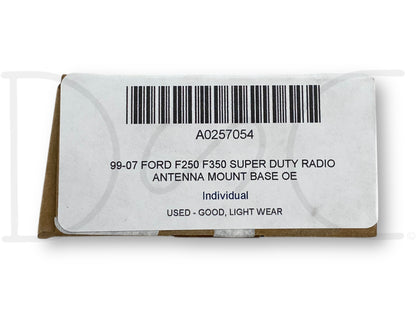 A0257054
99-07 FORD F250 F350 SUPER DUTY RADIO
ANTENNA MOUNT BASE OE
Individual
USED - GOOD, LIGHT WEAR